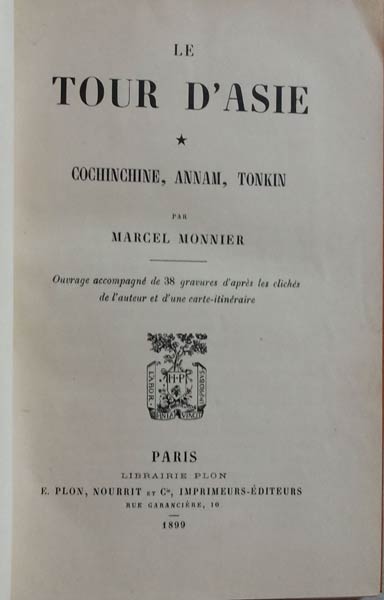 LE
TOUR D'ASIE
★
COCHINCHINE, ANNAM, TONKIN
PAR
MARCEL MONNIER
Ouvrage accompagné de 38 gravures d'après les clichés
de l'auteur et d'une carte-itinéraire
LABOR
H·P
PARIS
LIBRAIRIE PLON
E. PLON, NOURRIT ET Cie, IMPRIMEURS-ÉDITEURS
RUE GARANCIÈRE, 10
1899